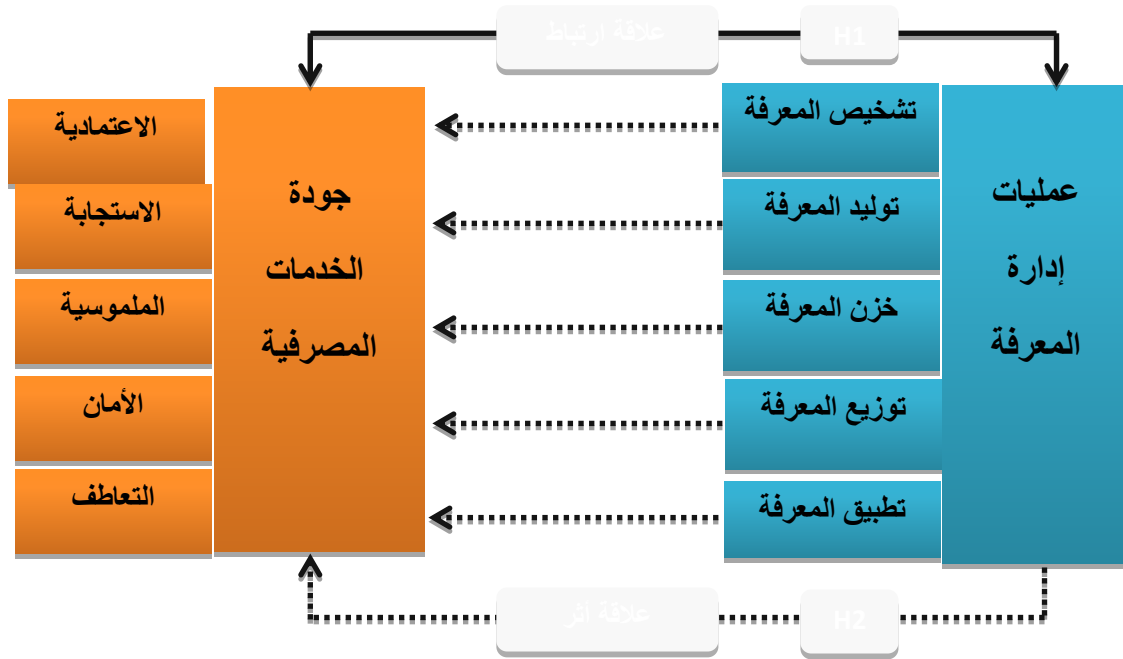 H1
علاقة ارتباط
عمليات
إدارة
المعرفة
تشخيص المعرفة
توليد المعرفة
خزن المعرفة
توزيع المعرفة
تطبيق المعرفة
جودة
الخدمات
المصرفية
الاعتمادية
الاستجابة
الملموسية
الأمان
التعاطف
H2
علاقة أثر